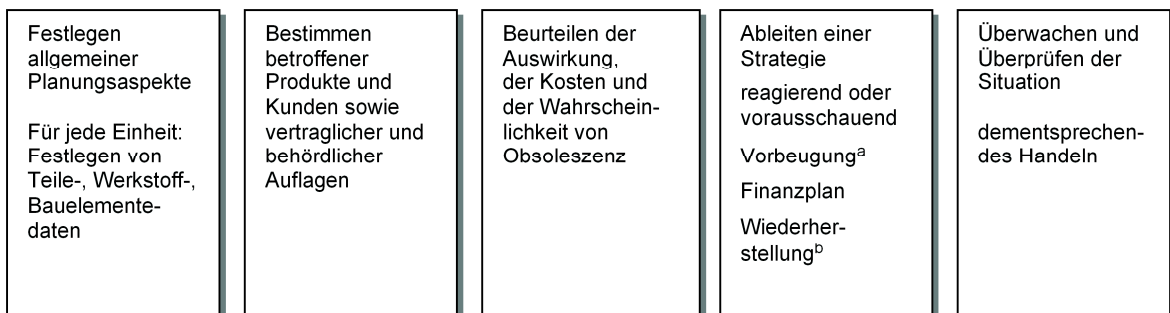 Festlegen
allgemeiner
Planungsaspekte
Für jede Einheit:
Festlegen von
Teile-, Werkstoff-,
Bauelemente-
daten
Bestimmen
betroffener
Produkte und
Kunden sowie
vertraglicher und
behördlicher
Auflagen
Beurteilen der
Auswirkung,
der Kosten und
der Wahrschein-
lichkeit von
Obsoleszenz
Ableiten einer
Strategie
reagierend oder
vorausschauend
Vorbeugungᵃ
Finanzplan
Wiederher-
stellungᵇ
Überwachen und
Überprüfen der
Situation
dementsprechen-
des Handeln